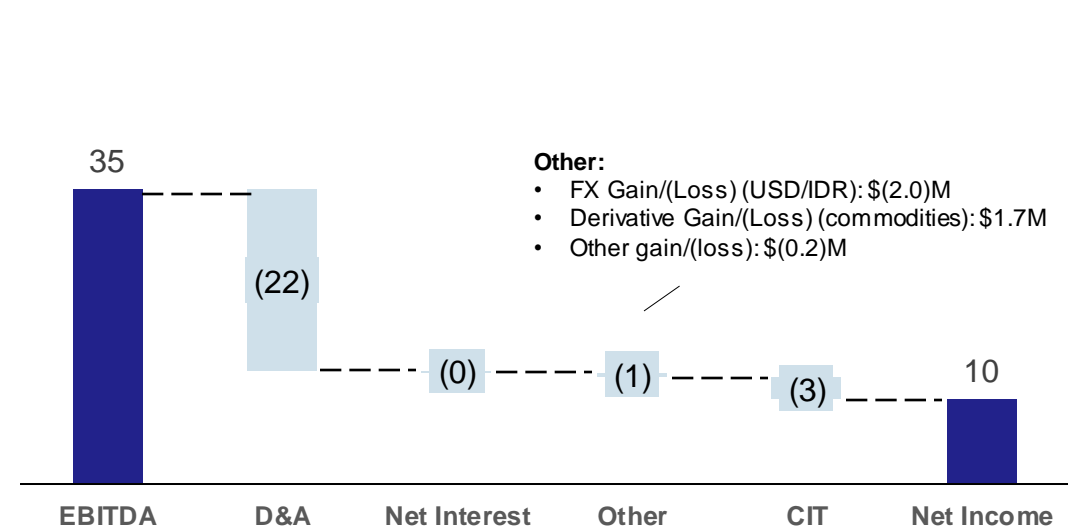 35
Other:
• FX Gain/(Loss) (USD/IDR): $(2.0)M
• Derivative Gain/(Loss) (commodities): $1.7M
• Other gain/(loss): $(0.2)M
(22)
(0)
(1)
(3)
10
EBITDA D&A Net Interest Other CIT Net Income